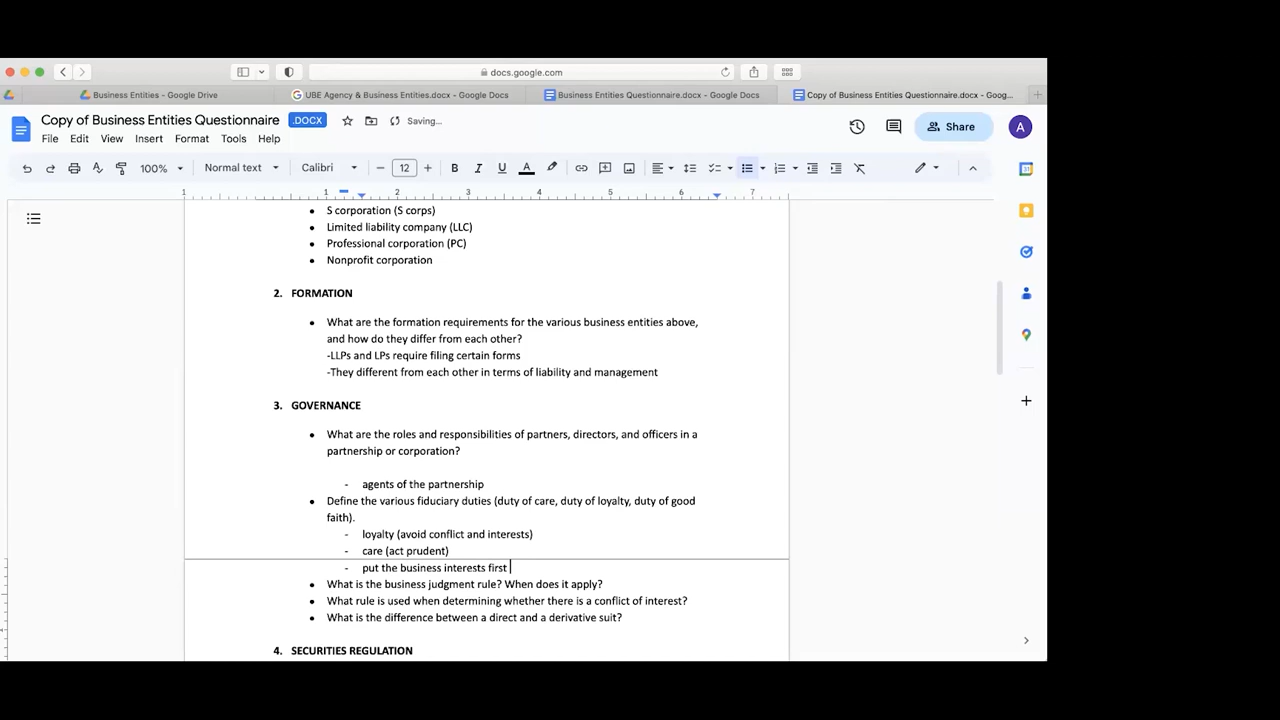 docs.google.com
Business Entities - Google Drive
UBE Agency & Business Entities.docx - Google Docs
Business Entities Questionnaire.docx - Google Docs
Copy of Business Entities Questionnaire.docx - Goog...
Copy of Business Entities Questionnaire .DOCX Saving...
File Edit View Insert Format Tools Help
Share
A
100% Normal text Calibri 12 B I U A
1 1 2 3 4 5 6 7
• S corporation (S corps)
• Limited liability company (LLC)
• Professional corporation (PC)
• Nonprofit corporation
2. FORMATION
• What are the formation requirements for the various business entities above,
and how do they differ from each other?
-LLPs and LPs require filing certain forms
-They different from each other in terms of liability and management
3. GOVERNANCE
• What are the roles and responsibilities of partners, directors, and officers in a
partnership or corporation?
- agents of the partnership
• Define the various fiduciary duties (duty of care, duty of loyalty, duty of good
faith).
- loyalty (avoid conflict and interests)
- care (act prudent)
- put the business interests first
• What is the business judgment rule? When does it apply?
• What rule is used when determining whether there is a conflict of interest?
• What is the difference between a direct and a derivative suit?
4. SECURITIES REGULATION